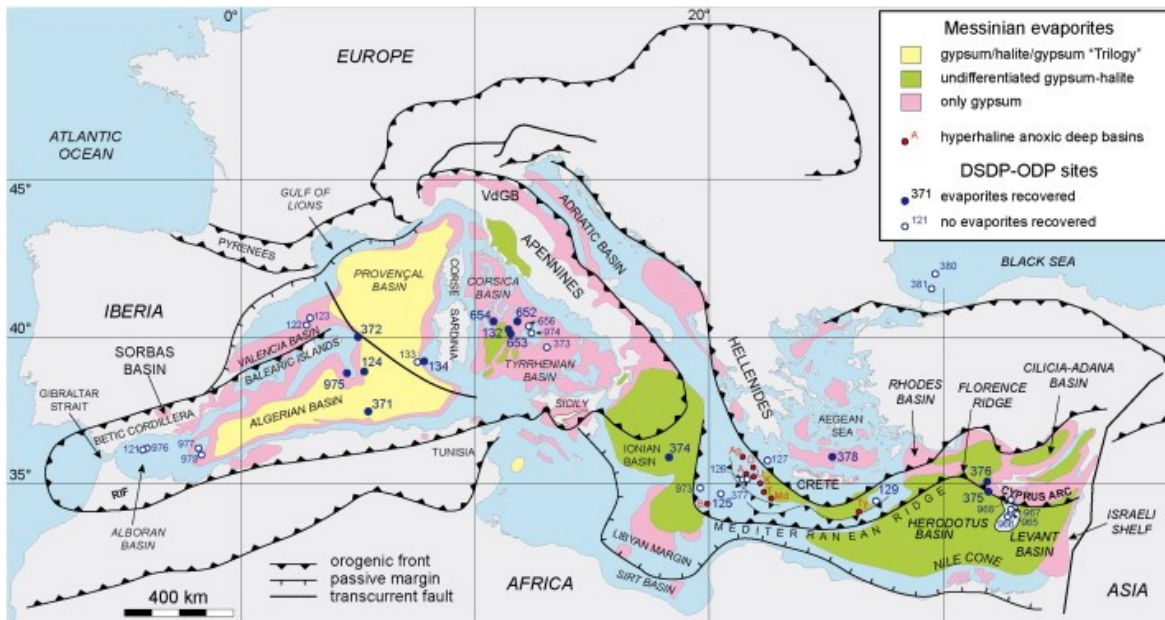 0°
20°
EUROPE
ATLANTIC
OCEAN
45°
GULF OF
LIONS
VdGB
ADRIATIC BASIN
APENNINES
PYRENEES
PROVENÇAL
BASIN
CORSE
SARDINIA
CORSICA
BASIN
IBERIA
123
122
VALENCIA BASIN
BALEARIC ISLANDS
372
654
652
656
132
974
653
373
40°
SORBAS
BASIN
133
134
124
975
TYRRHENIAN
BASIN
HELLENIDES
GIBRALTAR
STRAIT
BETIC CORDILLERA
ALGERIAN BASIN
371
SICILY
AEGEAN
SEA
RHODES
BASIN
FLORENCE
RIDGE
CILICIA-ADANA
BASIN
121
976
977
978
TUNISIA
IONIAN
BASIN
374
126
127
378
376
35°
RIF
973
377
CRETE
129
375
CYPRUS ARC
125
Md
968
967
965
966
ALBORAN
BASIN
MEDITERRANEAN RIDGE
HERODOTUS
BASIN
LEVANT
BASIN
ISRAELI
SHELF
LIBYAN MARGIN
SIRT BASIN
NILE CONE
AFRICA
ASIA
BLACK SEA
380
381
400 km
orogenic front
passive margin
transcurrent fault
Messinian evaporites
gypsum/halite/gypsum "Trilogy"
undifferentiated gypsum-halite
only gypsum
A hyperhaline anoxic deep basins
DSDP-ODP sites
371 evaporites recovered
121 no evaporites recovered